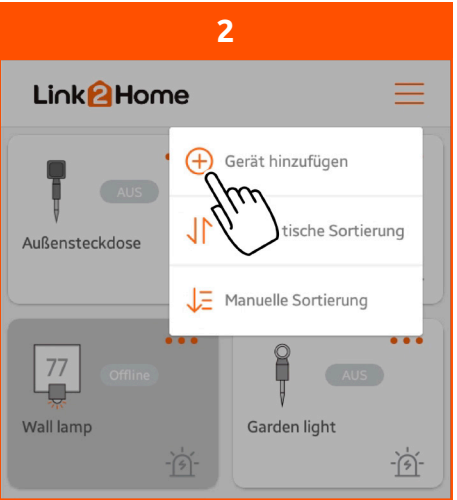 2
Link2Home
Gerät hinzufügen
AUS
tische Sortierung
Außensteckdose
Manuelle Sortierung
77
Offline
AUS
Wall lamp
Garden light